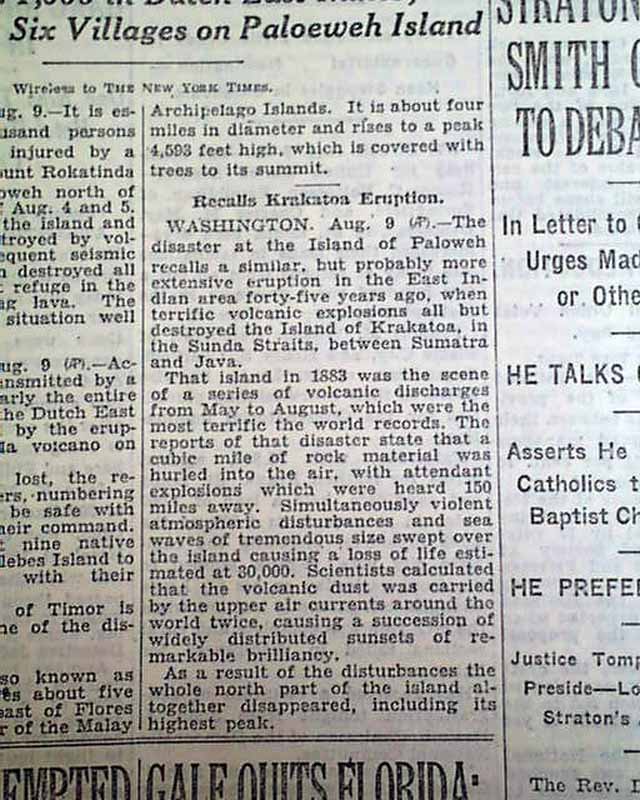 1,000 in Dutch East Indies;
Six Villages on Paloeweh Island
Wireless to THE NEW YORK TIMES.
ug. 9.—It is es-
usand persons
injured by a
unt Rokatinda
oweh north of
Aug. 4 and 5.
the island and
troyed by vol-
equent seismic
destroyed all
refuge in the
g lava. The
situation well
ug. 9 (AP).—Ac-
ansmitted by a
arly the entire
he Dutch East
by the erup-
la volcano on
lost, the re-
ers, numbering
be safe with
heir command.
nine native
lebes Island to
with their
of Timor is
ne of the dis-
so known as
es about five
east of Flores
r of the Malay
Archipelago Islands. It is about four
miles in diameter and rises to a peak
4,593 feet high, which is covered with
trees to its summit.
Recalls Krakatoa Eruption.
WASHINGTON, Aug. 9 (AP).—The
disaster at the Island of Paloweh
recalls a similar, but probably more
extensive eruption in the East In-
dian area forty-five years ago, when
terrific volcanic explosions all but
destroyed the Island of Krakatoa, in
the Sunda Straits, between Sumatra
and Java.
That island in 1883 was the scene
of a series of volcanic discharges
from May to August, which were the
most terrific the world records. The
reports of that disaster state that a
cubic mile of rock material was
hurled into the air, with attendant
explosions which were heard 150
miles away. Simultaneously violent
atmospheric disturbances and sea
waves of tremendous size swept over
the island causing a loss of life esti-
mated at 30,000. Scientists calculated
that the volcanic dust was carried
by the upper air currents around the
world twice, causing a succession of
widely distributed sunsets of re-
markable brilliancy.
As a result of the disturbances the
whole north part of the island al-
together disappeared, including its
highest peak.
EMPTED
GALE QUITS FLORIDA;
STRATON
SMITH
TO DEBA
In Letter to
Urges Mad
or Othe
HE TALKS
Asserts He
Catholics t
Baptist Ch
HE PREFE
Justice Tomp
Preside—Lo
Straton's
The Rev. I